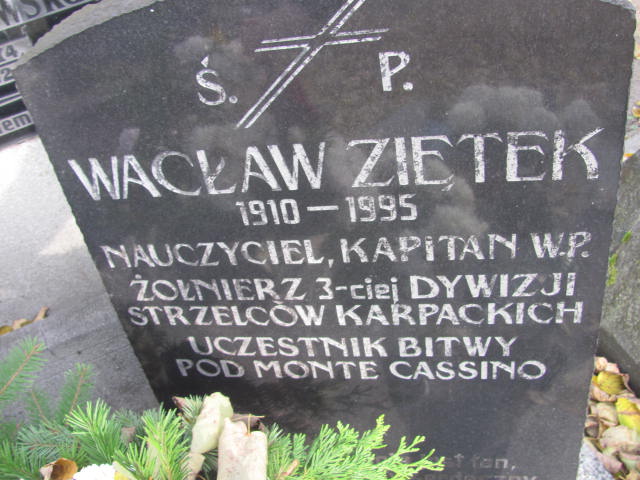 Ś. P.
WACŁAW ZIĘTEK
1910 – 1995
NAUCZYCIEL, KAPITAN W.P.
ŻOŁNIERZ 3-ciej DYWIZJI
STRZELCÓW KARPACKICH
UCZESTNIK BITWY
POD MONTE CASSINO